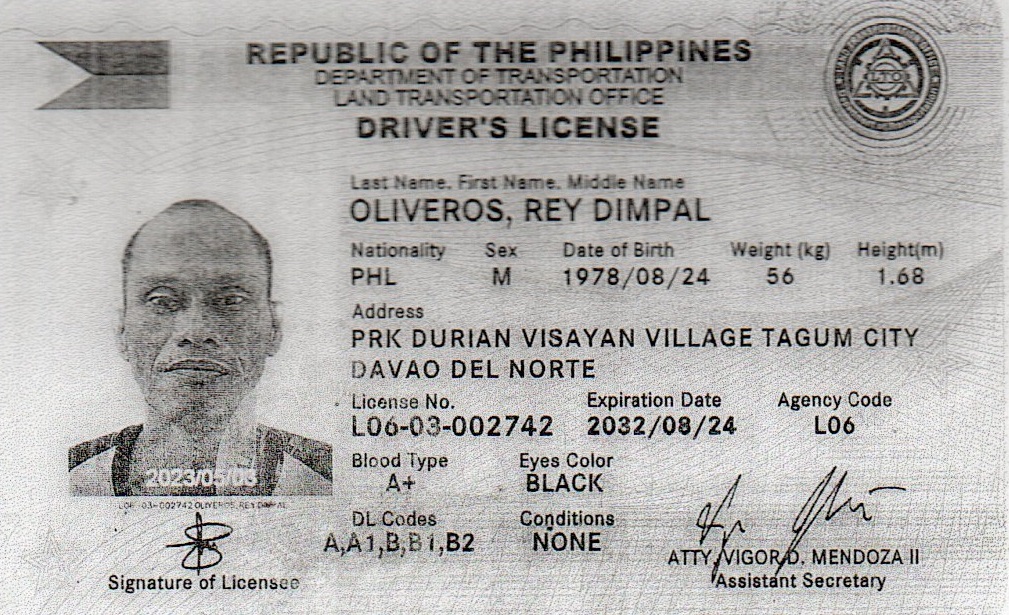 REPUBLIC OF THE PHILIPPINES
DEPARTMENT OF TRANSPORTATION
LAND TRANSPORTATION OFFICE
DRIVER'S LICENSE
LTO
Last Name, First Name, Middle Name
OLIVEROS, REY DIMPAL
Nationality Sex Date of Birth Weight (kg) Height(m)
PHL M 1978/08/24 56 1.68
Address
PRK DURIAN VISAYAN VILLAGE TAGUM CITY
DAVAO DEL NORTE
License No. Expiration Date Agency Code
L06-03-002742 2032/08/24 L06
Blood Type Eyes Color
A+ BLACK
DL Codes Conditions
A,A1,B,B1,B2 NONE
2023/05/03
L06-03-002742 OLIVEROS, REY DIMPAL
Signature of Licensee
ATTY. VIGOR D. MENDOZA II
Assistant Secretary